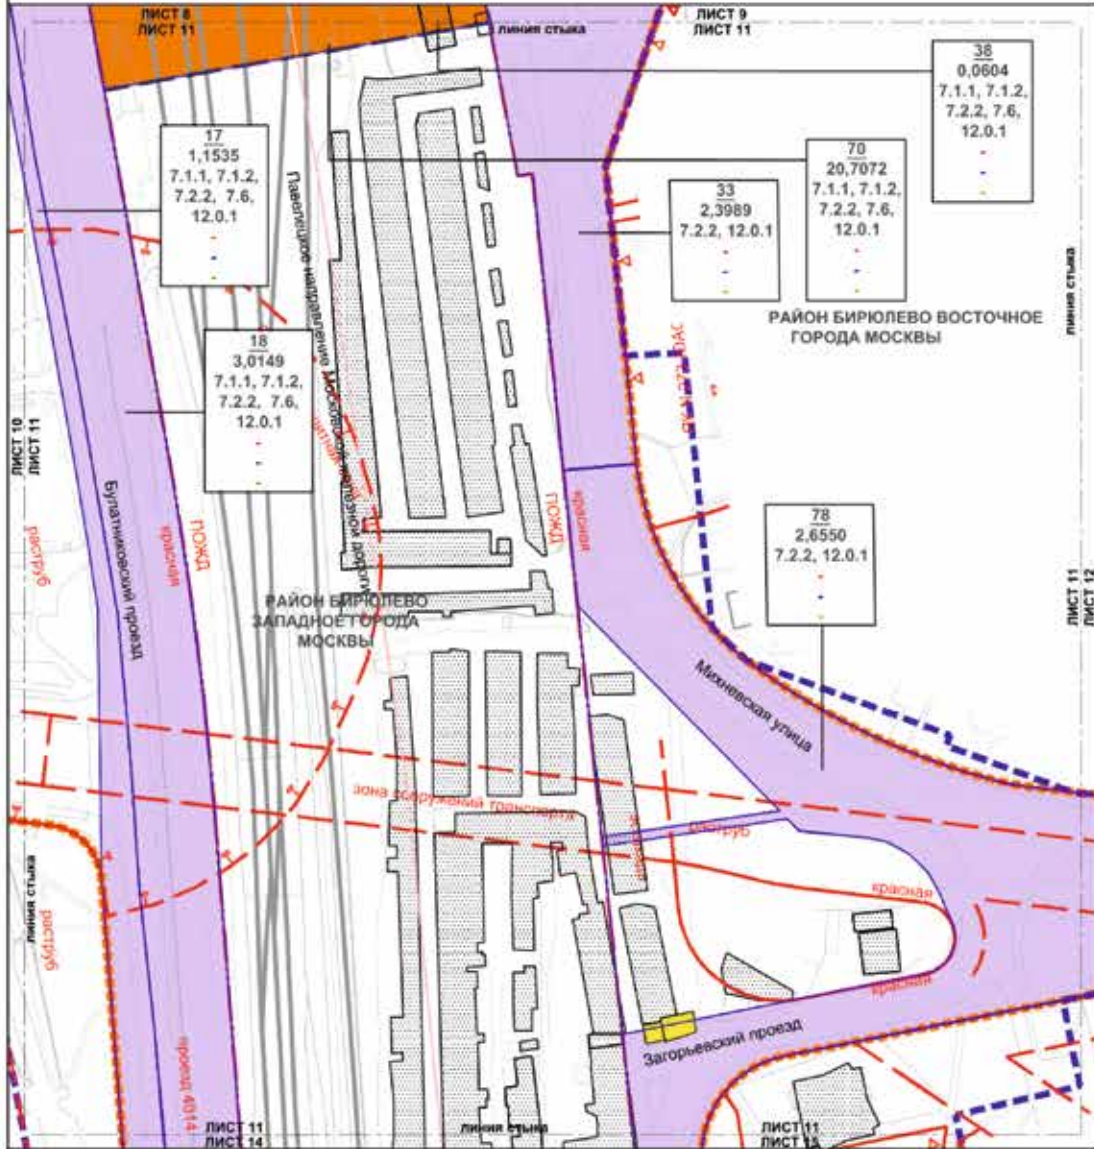 ЛИСТ 8
ЛИСТ 11
линия стыка
ЛИСТ 9
ЛИСТ 11
38
0,0604
7.1.1, 7.1.2,
7.2.2, 7.6,
12.0.1
17
1,1535
7.1.1, 7.1.2,
7.2.2, 7.6,
12.0.1
70
20,7072
7.1.1, 7.1.2,
7.2.2, 7.6,
12.0.1
33
2,3989
7.2.2, 12.0.1
линия стыка
РАЙОН БИРЮЛЕВО ВОСТОЧНОЕ
ГОРОДА МОСКВЫ
18
3,0149
7.1.1, 7.1.2,
7.2.2, 7.6,
12.0.1
Павелецкое направление Московской железной дороги
ЛИСТ 10
ЛИСТ 11
Булатниковский проезд
раструб
красная
ПОЖД
ПОЖД
красная
78
2,6550
7.2.2, 12.0.1
ЛИСТ 11
ЛИСТ 12
РАЙОН БИРЮЛЕВО
ЗАПАДНОЕ ГОРОДА
МОСКВЫ
Михневская улица
зона сооружений транспорта
раструб
линия стыка
раструб
красная
красная
Загорьевский проезд
проезд 4014
ЛИСТ 11
ЛИСТ 14
линия стыка
ЛИСТ 11
ЛИСТ 15